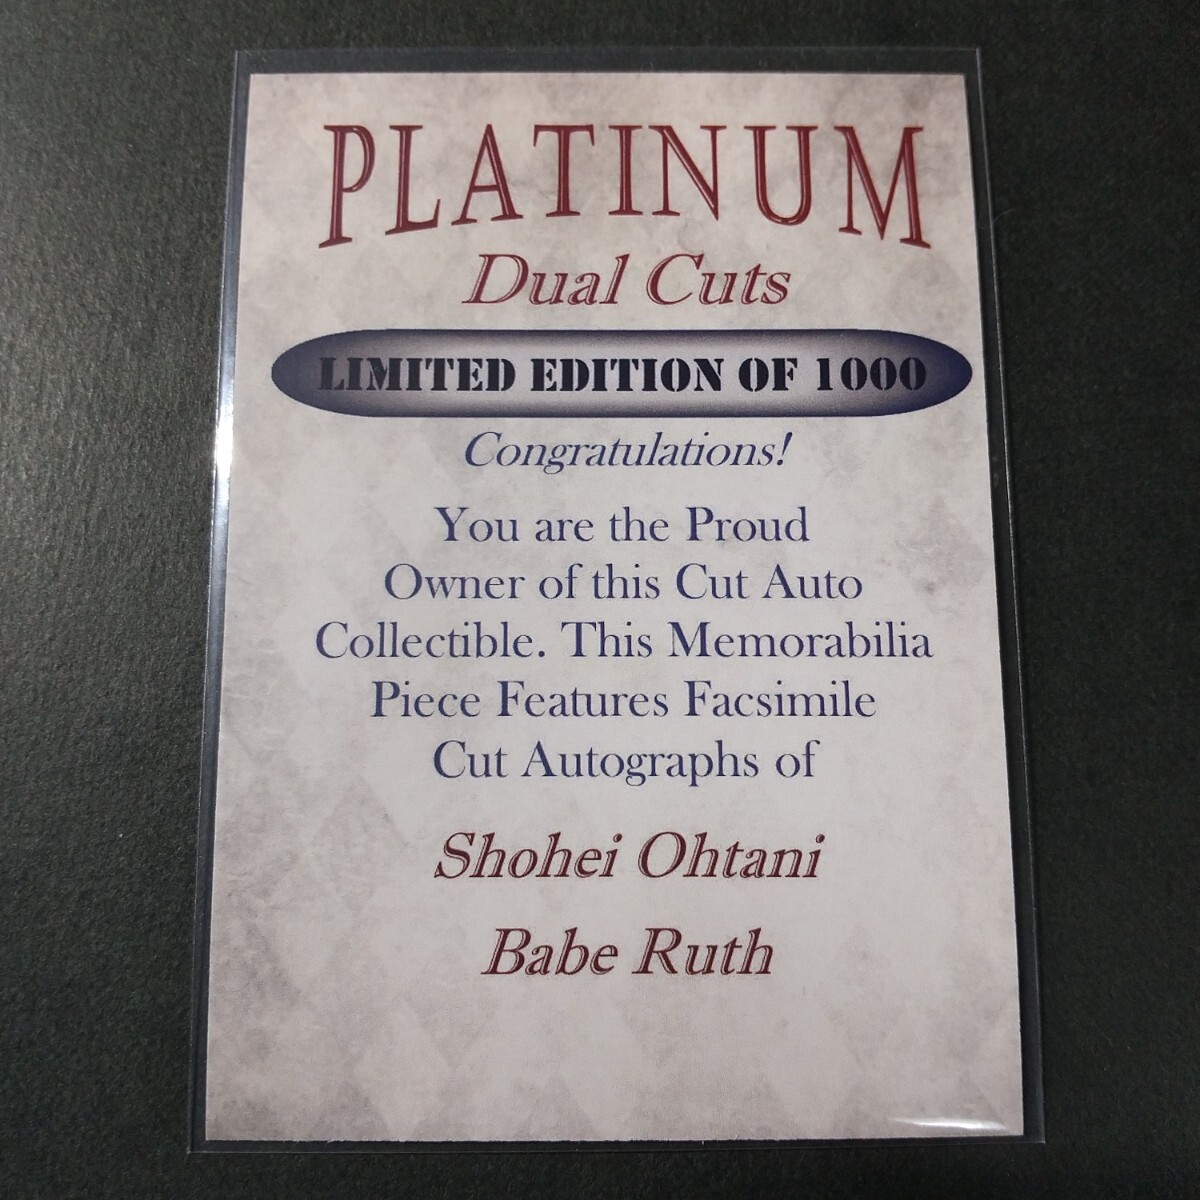 PLATINUM
Dual Cuts
LIMITED EDITION OF 1000
Congratulations!
You are the Proud
Owner of this Cut Auto
Collectible. This Memorabilia
Piece Features Facsimile
Cut Autographs of
Shohei Ohtani
Babe Ruth